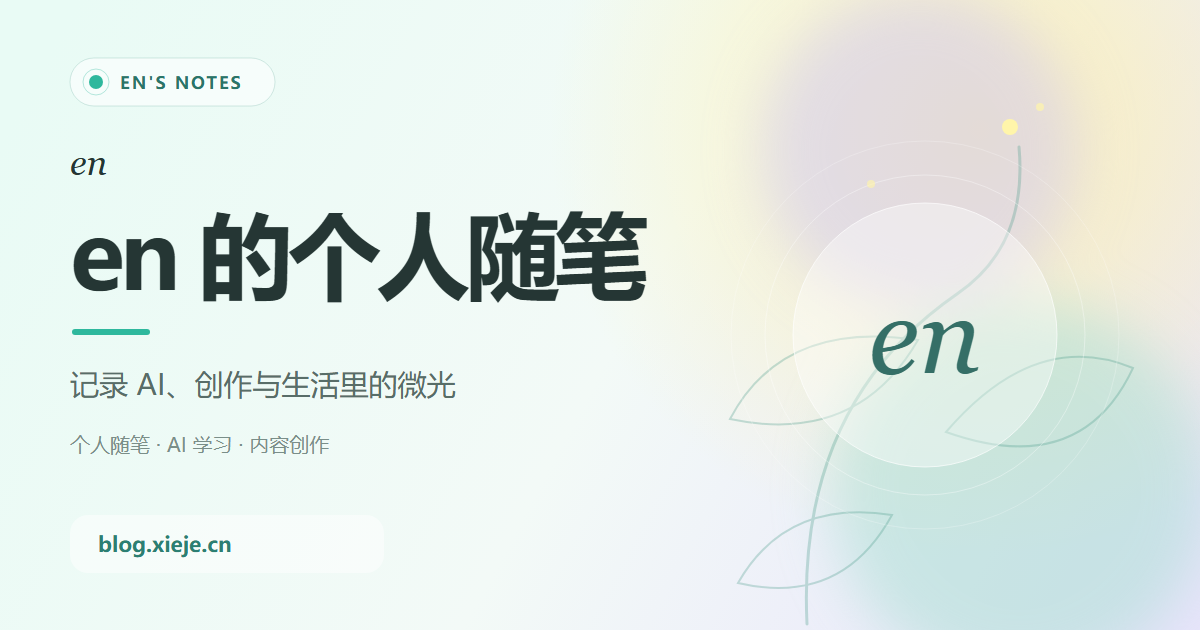 EN'S NOTES
en
en 的个人随笔
记录 AI、创作与生活里的微光
个人随笔 · AI 学习 · 内容创作
blog.xieje.cn
en